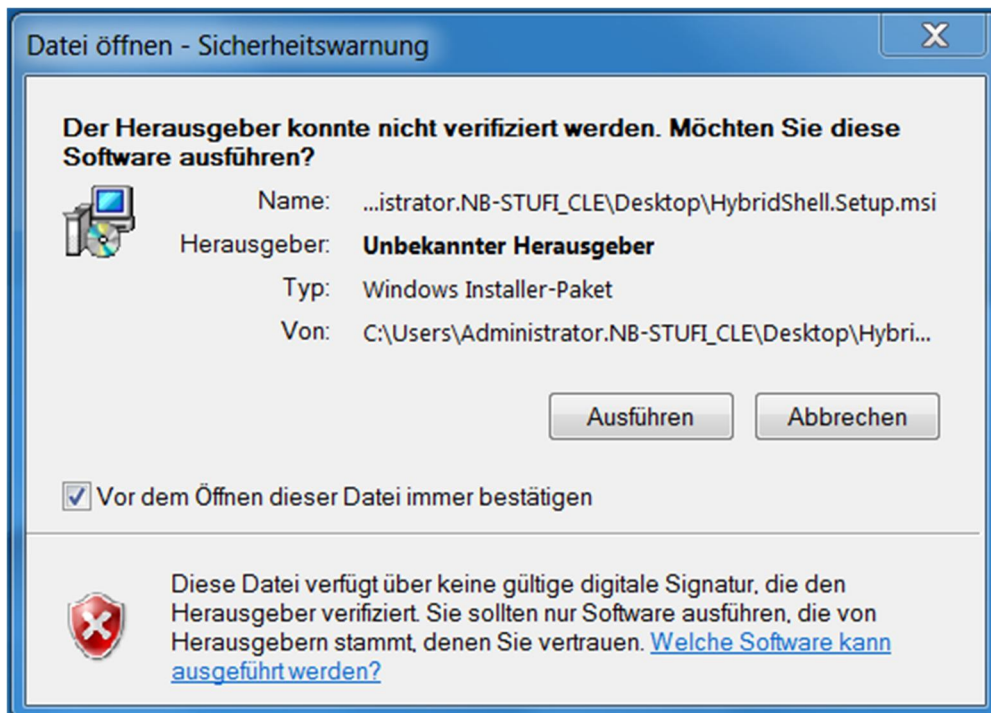 Datei öffnen - Sicherheitswarnung
Der Herausgeber konnte nicht verifiziert werden. Möchten Sie diese
Software ausführen?
Name: ...istrator.NB-STUFI_CLE\Desktop\HybridShell.Setup.msi
Herausgeber: Unbekannter Herausgeber
Typ: Windows Installer-Paket
Von: C:\Users\Administrator.NB-STUFI_CLE\Desktop\Hybri...
Ausführen Abbrechen
Vor dem Öffnen dieser Datei immer bestätigen
Diese Datei verfügt über keine gültige digitale Signatur, die den
Herausgeber verifiziert. Sie sollten nur Software ausführen, die von
Herausgebern stammt, denen Sie vertrauen. Welche Software kann
ausgeführt werden?